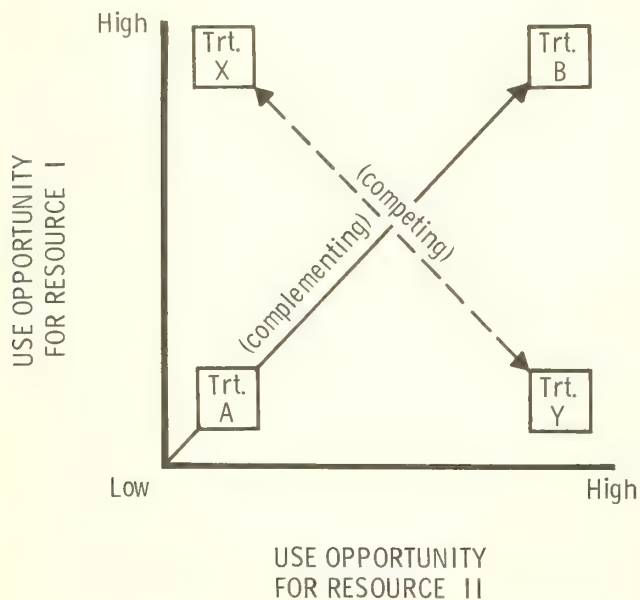 High
Trt.
X
Trt.
B
USE OPPORTUNITY
FOR RESOURCE I
(competing)
(complementing)
Trt.
A
Trt.
Y
Low
High
USE OPPORTUNITY
FOR RESOURCE II